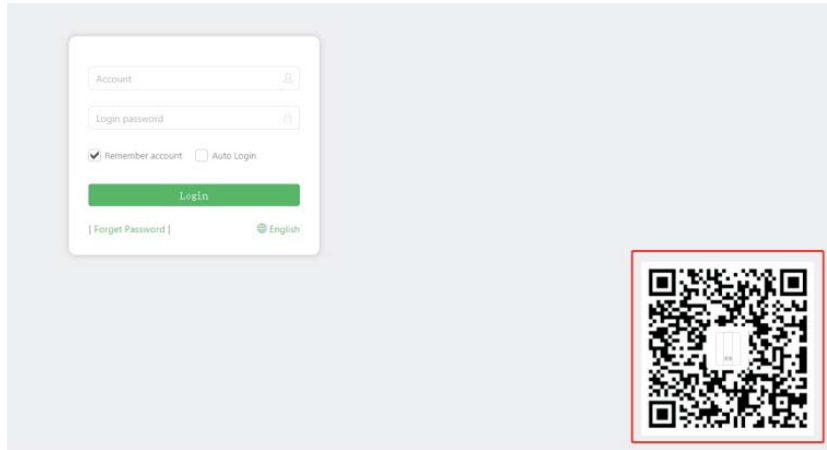 Account
Login password
Remember account Auto Login
Login
[ Forget Password ] English